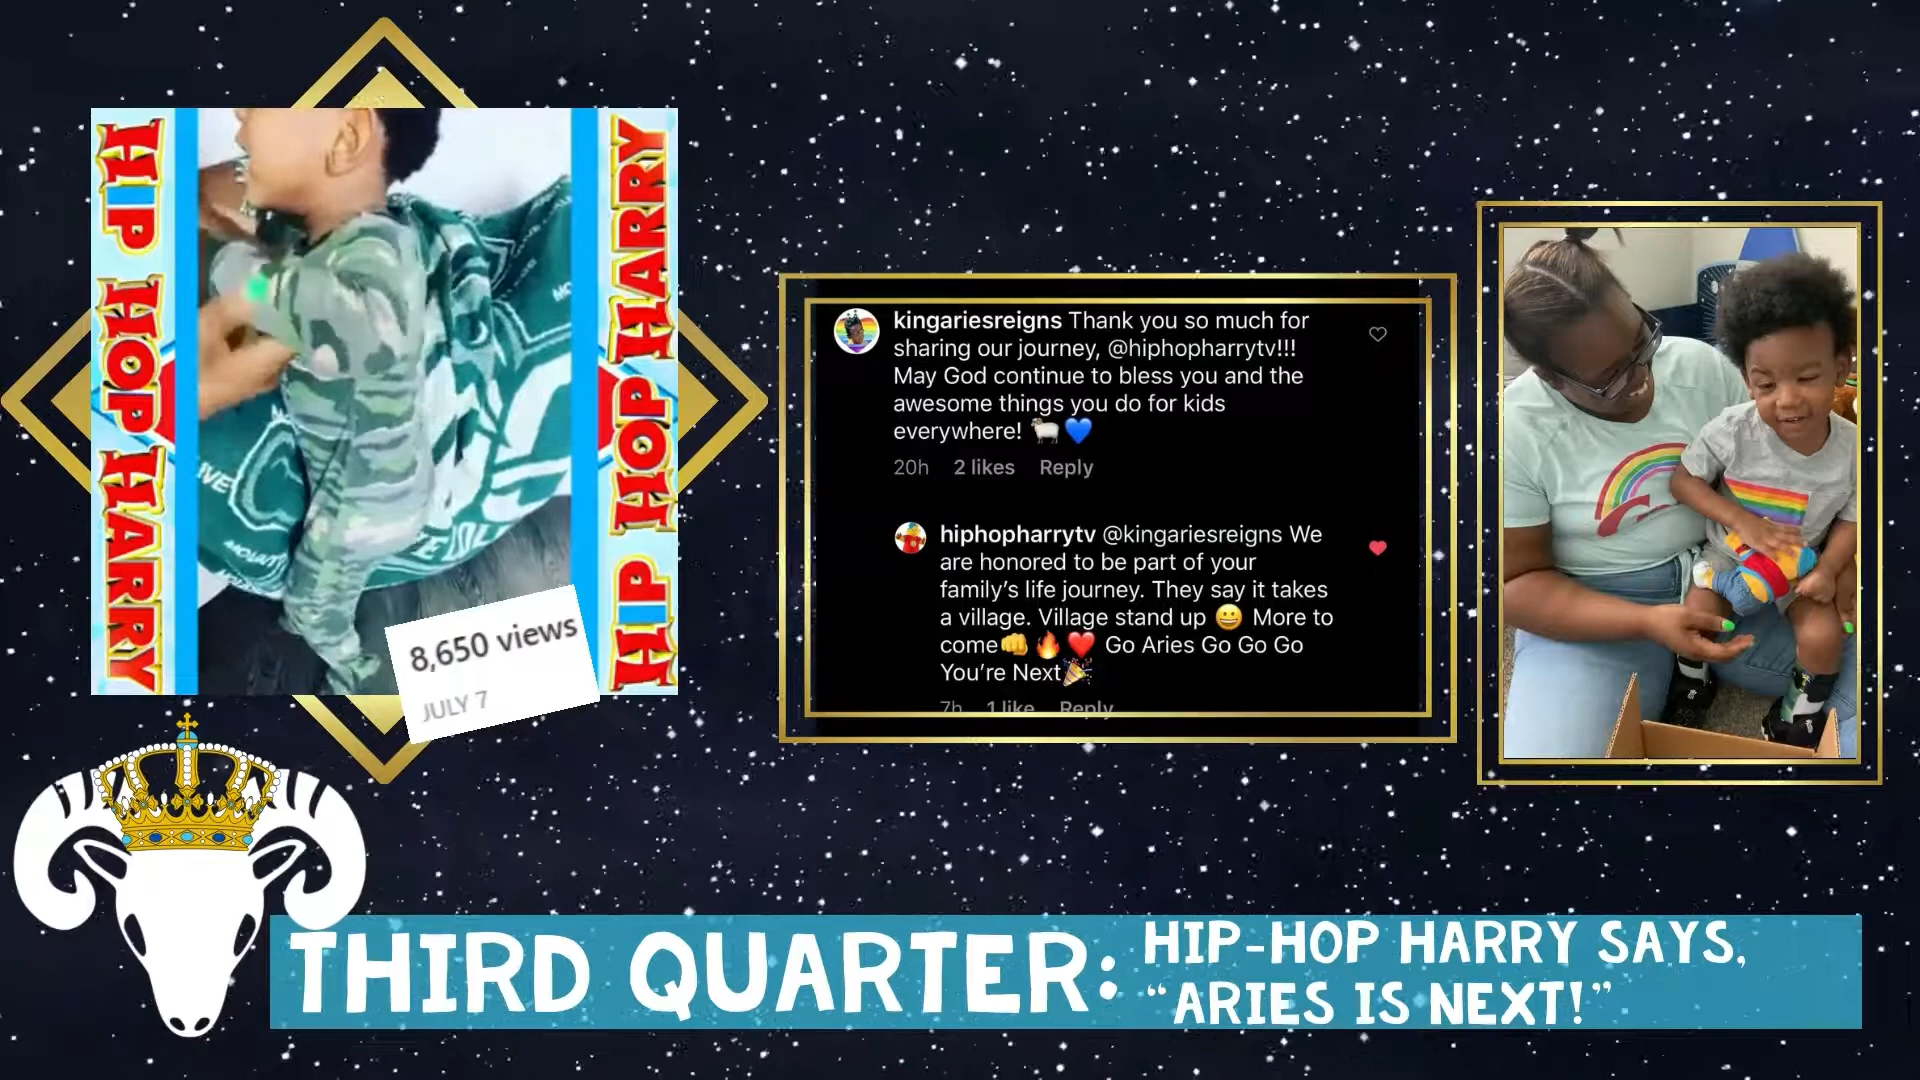 HIP HOP HARRY
HIP HOP HARRY
8,650 views
JULY 7
kingariesreigns Thank you so much for
sharing our journey, @hiphopharrytv!!!
May God continue to bless you and the
awesome things you do for kids
everywhere! 🐏💙
20h 2 likes Reply
hiphopharrytv @kingariesreigns We
are honored to be part of your
family’s life journey. They say it takes
a village. Village stand up 😀 More to
come👊🔥❤️ Go Aries Go Go Go
You’re Next🎉
7h 1 like Reply
THIRD QUARTER:
HIP-HOP HARRY SAYS,
“ARIES IS NEXT!”